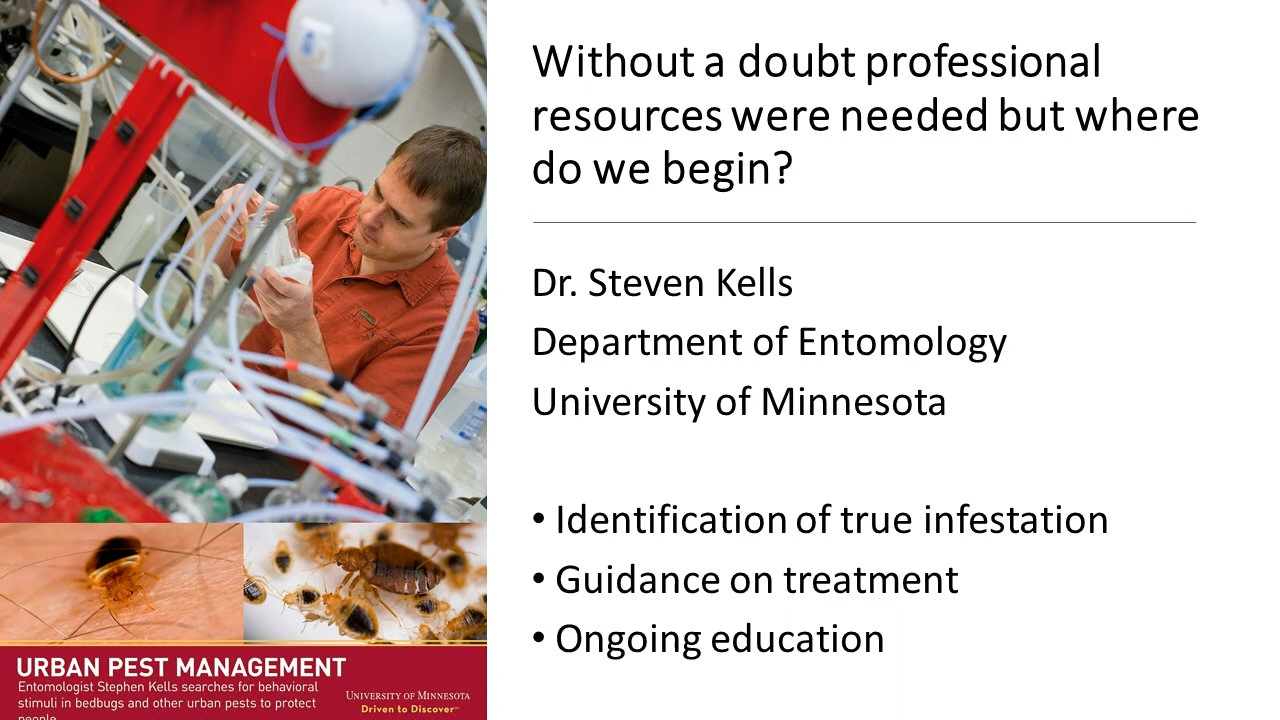 Without a doubt professional
resources were needed but where
do we begin?
Dr. Steven Kells
Department of Entomology
University of Minnesota
• Identification of true infestation
• Guidance on treatment
• Ongoing education
URBAN PEST MANAGEMENT
Entomologist Stephen Kells searches for behavioral
stimuli in bedbugs and other urban pests to protect
people
UNIVERSITY OF MINNESOTA
Driven to Discover℠